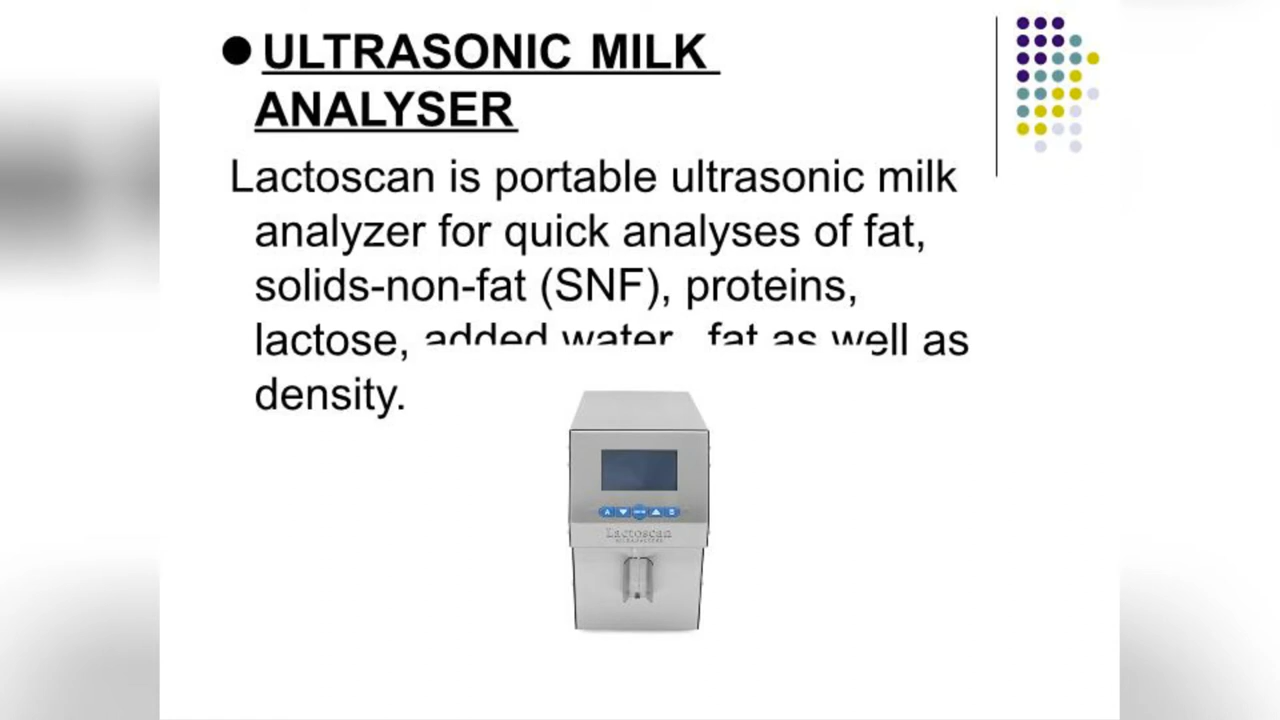 ULTRASONIC MILK
ANALYSER
Lactoscan is portable ultrasonic milk
analyzer for quick analyses of fat,
solids-non-fat (SNF), proteins,
lactose, added water, fat as well as
density.
Lactoscan